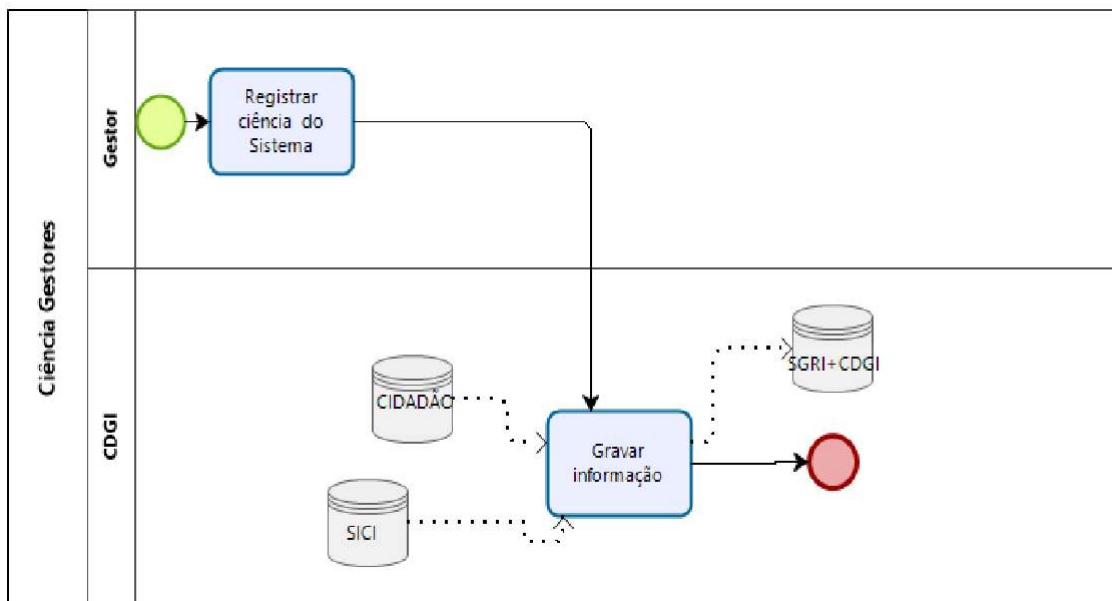 Ciência Gestores
Gestor
Registrar
ciência do
Sistema
CDGI
CIDADÃO
SICI
Gravar
informação
SGRI+CDGI